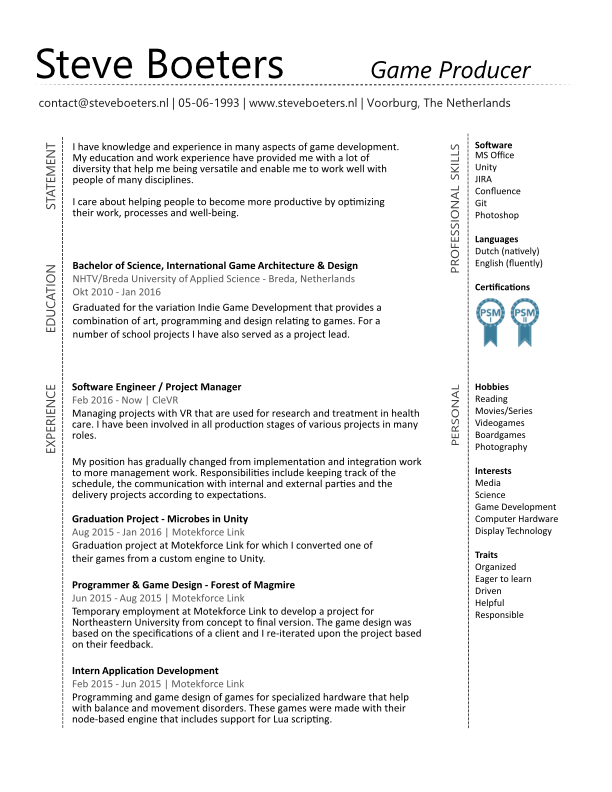 Steve Boeters
Game Producer
contact@steveboeters.nl | 05-06-1993 | www.steveboeters.nl | Voorburg, The Netherlands
STATEMENT
I have knowledge and experience in many aspects of game development.
My education and work experience have provided me with a lot of
diversity that help me being versatile and enable me to work well with
people of many disciplines.
I care about helping people to become more productive by optimizing
their work, processes and well-being.
EDUCATION
Bachelor of Science, International Game Architecture & Design
NHTV/Breda University of Applied Science - Breda, Netherlands
Okt 2010 - Jan 2016
Graduated for the variation Indie Game Development that provides a
combination of art, programming and design relating to games. For a
number of school projects I have also served as a project lead.
EXPERIENCE
Software Engineer / Project Manager
Feb 2016 - Now | CleVR
Managing projects with VR that are used for research and treatment in health
care. I have been involved in all production stages of various projects in many
roles.
My position has gradually changed from implementation and integration work
to more management work. Responsibilities include keeping track of the
schedule, the communication with internal and external parties and the
delivery projects according to expectations.
Graduation Project - Microbes in Unity
Aug 2015 - Jan 2016 | Motekforce Link
Graduation project at Motekforce Link for which I converted one of
their games from a custom engine to Unity.
Programmer & Game Design - Forest of Magmire
Jun 2015 - Aug 2015 | Motekforce Link
Temporary employment at Motekforce Link to develop a project for
Northeastern University from concept to final version. The game design was
based on the specifications of a client and I re-iterated upon the project based
on their feedback.
Intern Application Development
Feb 2015 - Jun 2015 | Motekforce Link
Programming and game design of games for specialized hardware that help
with balance and movement disorders. These games were made with their
node-based engine that includes support for Lua scripting.
PROFESSIONAL SKILLS
Software
MS Office
Unity
JIRA
Confluence
Git
Photoshop
Languages
Dutch (natively)
English (fluently)
Certifications
PSM I
PSM II
PERSONAL
Hobbies
Reading
Movies/Series
Videogames
Boardgames
Photography
Interests
Media
Science
Game Development
Computer Hardware
Display Technology
Traits
Organized
Eager to learn
Driven
Helpful
Responsible